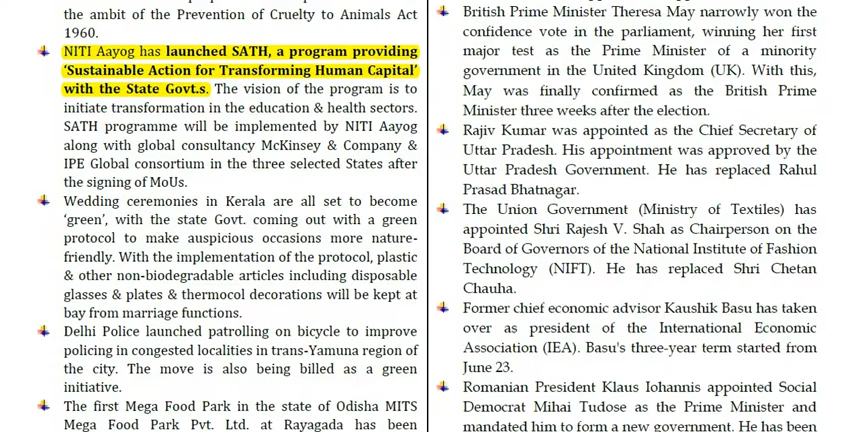 the ambit of the Prevention of Cruelty to Animals Act
1960.
NITI Aayog has launched SATH, a program providing
‘Sustainable Action for Transforming Human Capital’
with the State Govt.s. The vision of the program is to
initiate transformation in the education & health sectors.
SATH programme will be implemented by NITI Aayog
along with global consultancy McKinsey & Company &
IPE Global consortium in the three selected States after
the signing of MoUs.
Wedding ceremonies in Kerala are all set to become
‘green’, with the state Govt. coming out with a green
protocol to make auspicious occasions more nature-
friendly. With the implementation of the protocol, plastic
& other non-biodegradable articles including disposable
glasses & plates & thermocol decorations will be kept at
bay from marriage functions.
Delhi Police launched patrolling on bicycle to improve
policing in congested localities in trans-Yamuna region of
the city. The move is also being billed as a green
initiative.
The first Mega Food Park in the state of Odisha MITS
Mega Food Park Pvt. Ltd. at Rayagada has been
British Prime Minister Theresa May narrowly won the
confidence vote in the parliament, winning her first
major test as the Prime Minister of a minority
government in the United Kingdom (UK). With this,
May was finally confirmed as the British Prime
Minister three weeks after the election.
Rajiv Kumar was appointed as the Chief Secretary of
Uttar Pradesh. His appointment was approved by the
Uttar Pradesh Government. He has replaced Rahul
Prasad Bhatnagar.
The Union Government (Ministry of Textiles) has
appointed Shri Rajesh V. Shah as Chairperson on the
Board of Governors of the National Institute of Fashion
Technology (NIFT). He has replaced Shri Chetan
Chauha.
Former chief economic advisor Kaushik Basu has taken
over as president of the International Economic
Association (IEA). Basu's three-year term started from
June 23.
Romanian President Klaus Iohannis appointed Social
Democrat Mihai Tudose as the Prime Minister and
mandated him to form a new government. He has been